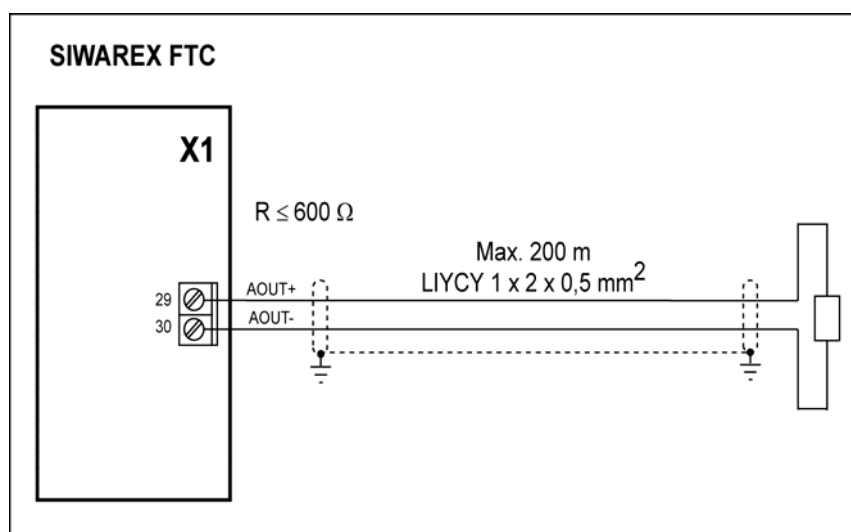 SIWAREX FTC
X1
R ≤ 600 Ω
Max. 200 m
LIYCY 1 x 2 x 0,5 mm²
29
AOUT+
30
AOUT-